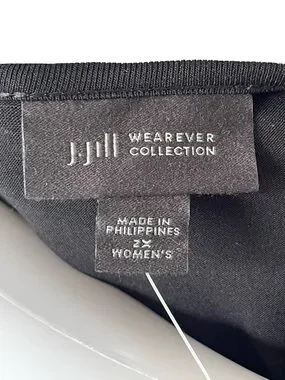 J.Jill WEAREVER
COLLECTION
MADE IN
PHILIPPINES
2X
WOMEN'S